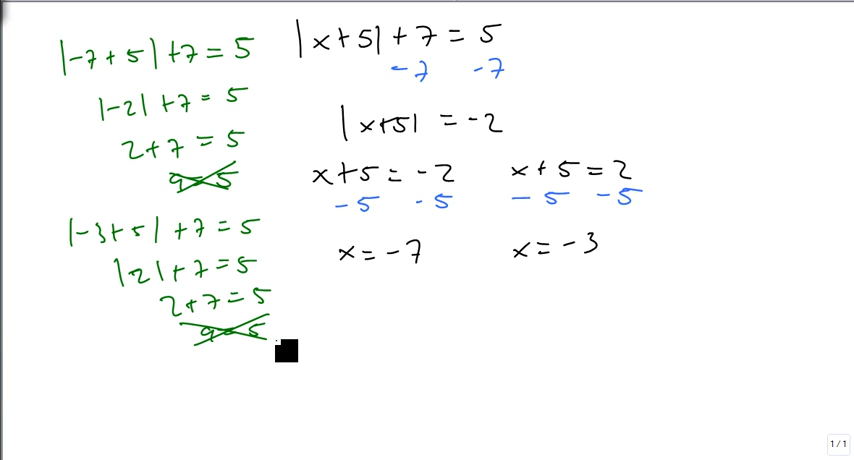 |x+5| + 7 = 5
-7 -7
|x+5| = -2
x+5 = -2 x+5 = 2
-5 -5 -5 -5
x = -7 x = -3
|-7+5| + 7 = 5
|-2| + 7 = 5
2+7 = 5
9=5
|-3+5| + 7 = 5
|2| + 7 = 5
2+7 = 5
9=5
1/1